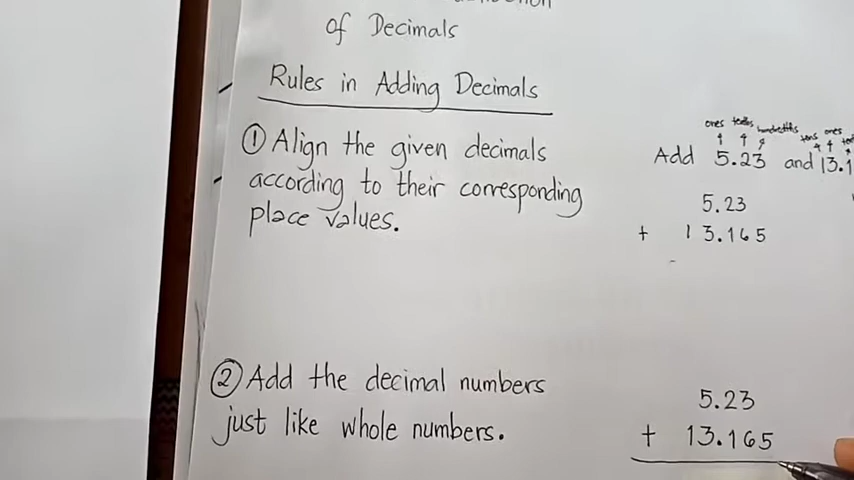 of Decimals
Rules in Adding Decimals
① Align the given decimals
according to their corresponding
place values.
ones tenths hundredths tens ones
Add 5.23 and 13.1
5.23
+ 13.165
② Add the decimal numbers
just like whole numbers.
5.23
+ 13.165